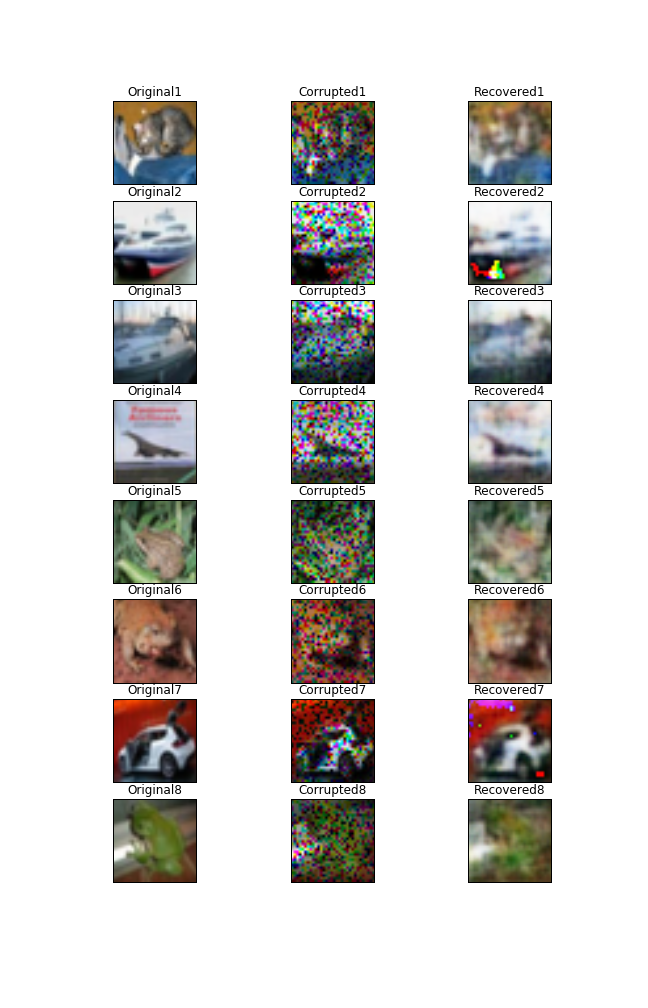 Original1 Corrupted1 Recovered1
Original2 Corrupted2 Recovered2
Original3 Corrupted3 Recovered3
Original4 Corrupted4 Recovered4
Original5 Corrupted5 Recovered5
Original6 Corrupted6 Recovered6
Original7 Corrupted7 Recovered7
Original8 Corrupted8 Recovered8